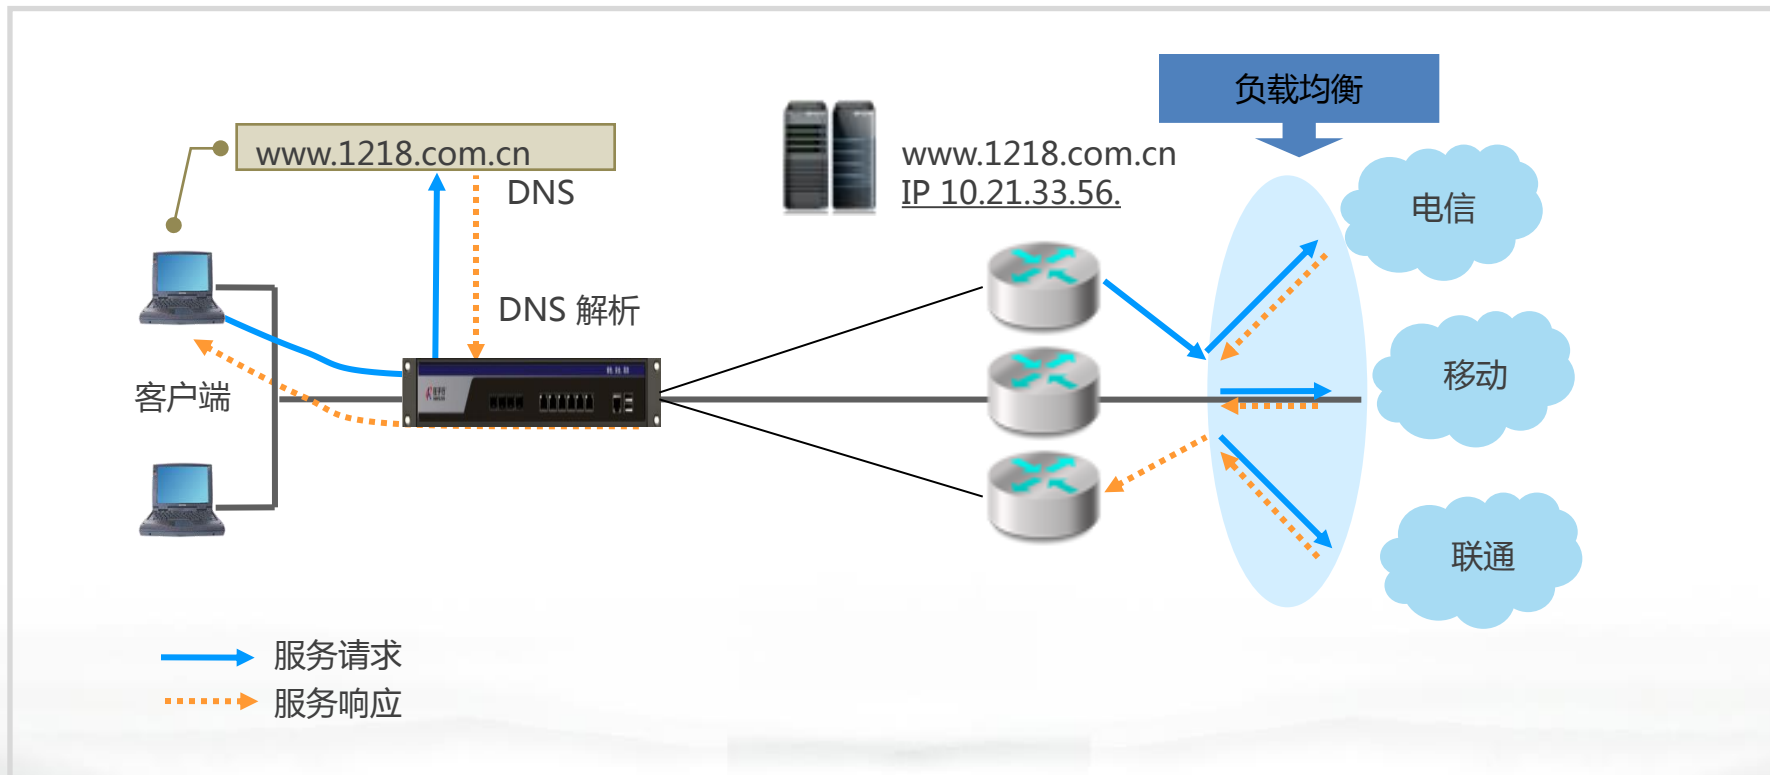 负载均衡
www.1218.com.cn
DNS
www.1218.com.cn
IP 10.21.33.56.
电信
DNS 解析
移动
客户端
联通
服务请求
服务响应